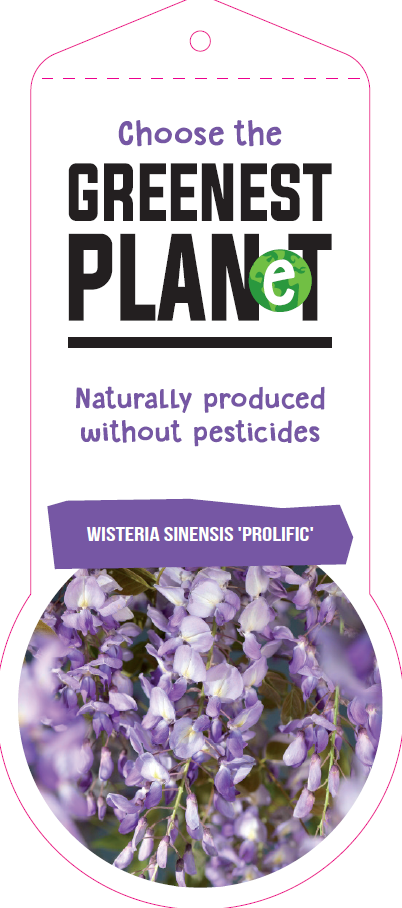 Choose the
GREENEST
PLANeT
Naturally produced
without pesticides
WISTERIA SINENSIS 'PROLIFIC'